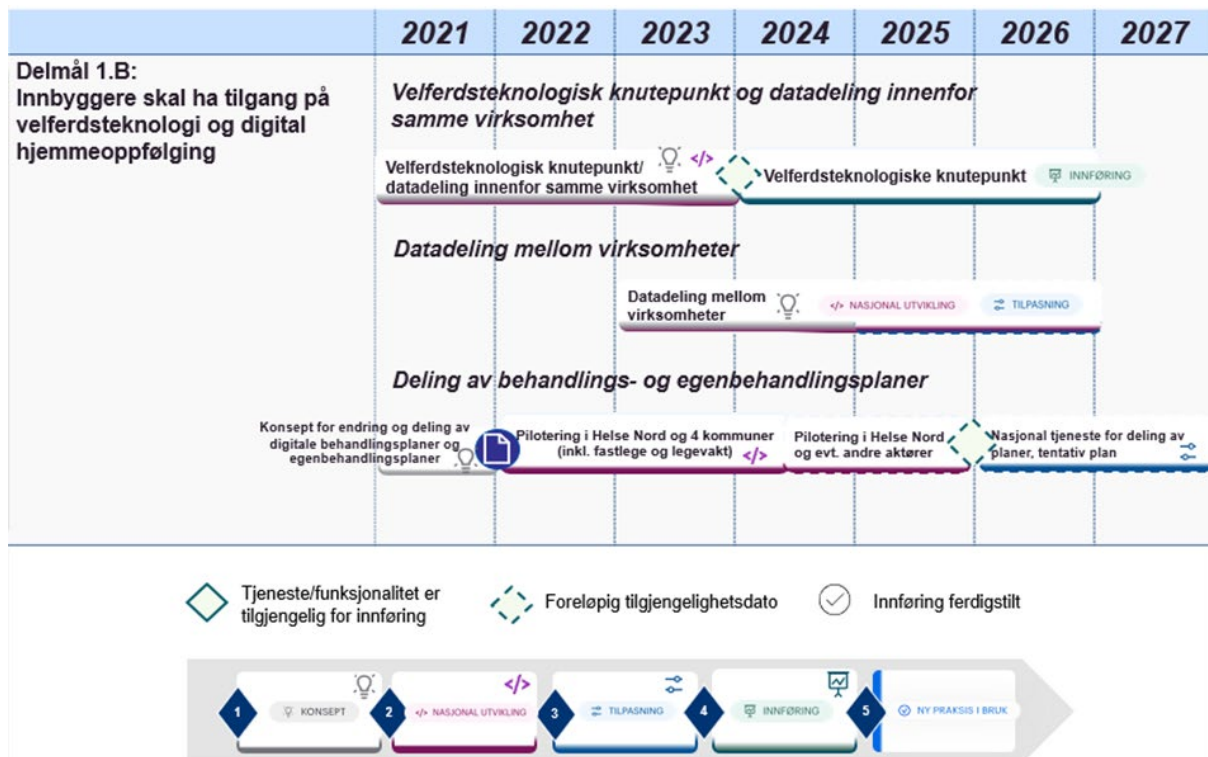 2021 2022 2023 2024 2025 2026 2027
Delmål 1.B:
Innbyggere skal ha tilgang på
velferdsteknologi og digital
hjemmeoppfølging
Velferdsteknologisk knutepunkt og datadeling innenfor
samme virksomhet
Velferdsteknologisk knutepunkt/
datadeling innenfor samme virksomhet
</>
Velferdsteknologiske knutepunkt
INNFØRING
Datadeling mellom virksomheter
Datadeling mellom
virksomheter
</> NASJONAL UTVIKLING
TILPASNING
Deling av behandlings- og egenbehandlingsplaner
Konsept for endring og deling av
digitale behandlingsplaner og
egenbehandlingsplaner
Pilotering i Helse Nord og 4 kommuner
(inkl. fastlege og legevakt) </>
Pilotering i Helse Nord
og evt. andre aktører
Nasjonal tjeneste for deling av
planer, tentativ plan
Tjeneste/funksjonalitet er
tilgjengelig for innføring
Foreløpig tilgjengelighetsdato
Innføring ferdigstilt
1 KONSEPT
2 </> </> NASJONAL UTVIKLING
3 TILPASNING
4 INNFØRING
5 NY PRAKSIS I BRUK